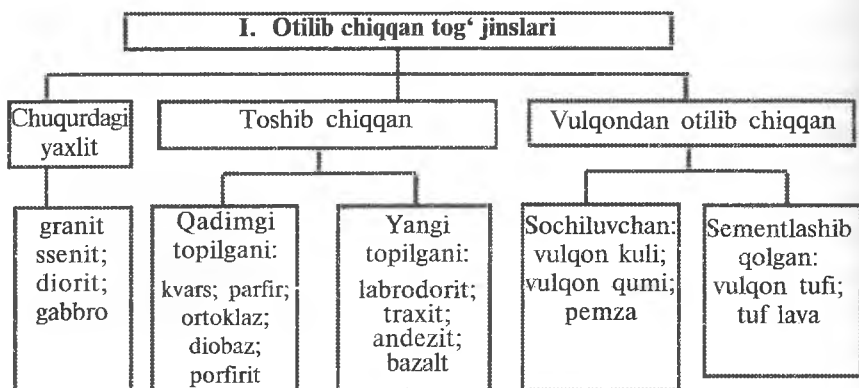 I. Otilib chiqqan tog‘ jinslari
Chuqurdagi
yaxlit
Toshib chiqqan
Vulqondan otilib chiqqan
granit
ssenit;
diorit;
gabbro
Qadimgi
topilgani:
kvars; parfir;
ortoklaz;
diobaz;
porfirit
Yangi
topilgani:
labrodorit;
traxit;
andezit;
bazalt
Sochiluvchan:
vulqon kuli;
vulqon qumi;
pemza
Sementlashib
qolgan:
vulqon tufi;
tuf lava